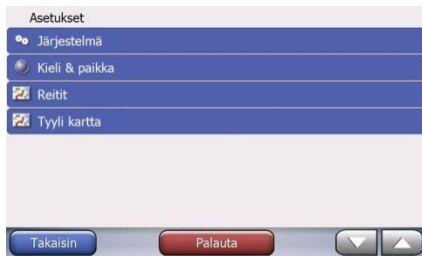 Asetukset
Järjestelmä
Kieli & paikka
Reitit
Tyyli kartta
Takaisin
Palauta